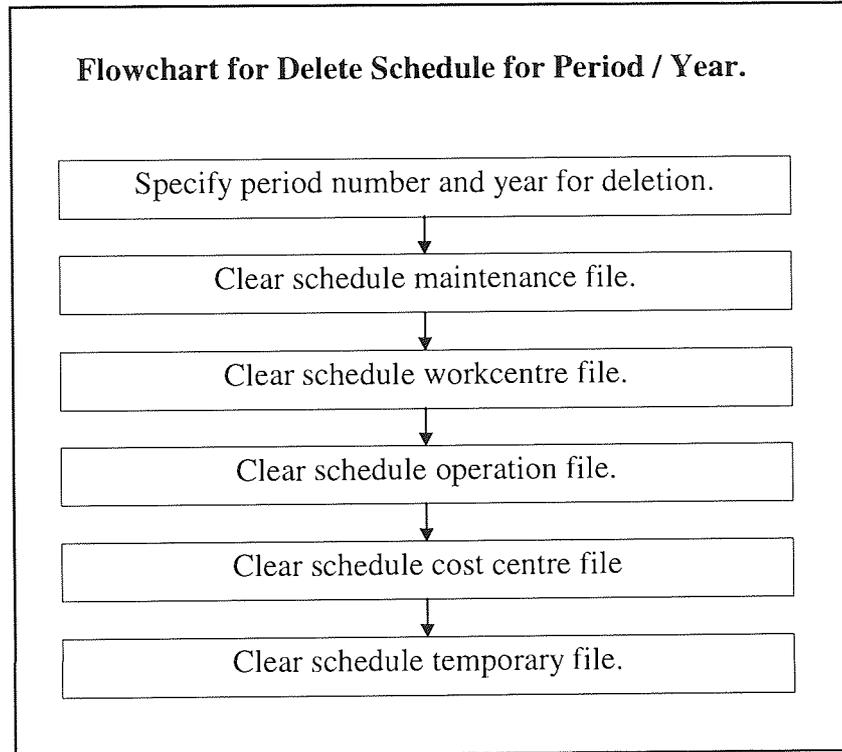 Flowchart for Delete Schedule for Period / Year.
Specify period number and year for deletion.
Clear schedule maintenance file.
Clear schedule workcentre file.
Clear schedule operation file.
Clear schedule cost centre file
Clear schedule temporary file.